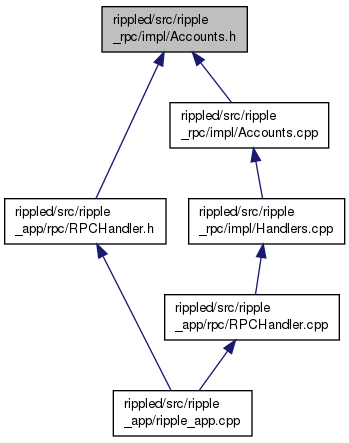 rippled/src/ripple
_rpc/impl/Accounts.h
rippled/src/ripple
_rpc/impl/Accounts.cpp
rippled/src/ripple
_app/rpc/RPCHandler.h
rippled/src/ripple
_rpc/impl/Handlers.cpp
rippled/src/ripple
_app/rpc/RPCHandler.cpp
rippled/src/ripple
_app/ripple_app.cpp